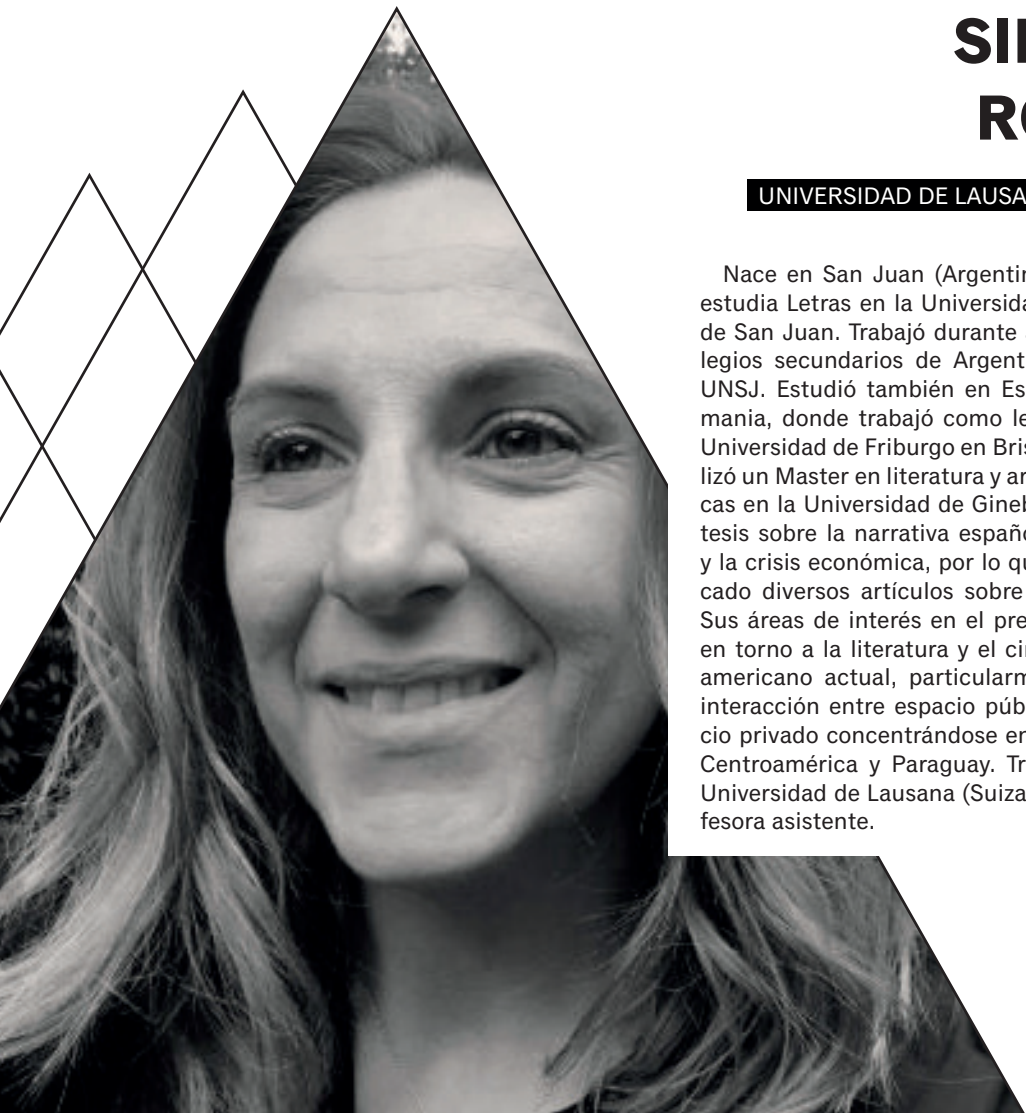 SI
RO
UNIVERSIDAD DE LAUSA
Nace en San Juan (Argentin
estudia Letras en la Universida
de San Juan. Trabajó durante
legios secundarios de Argent
UNSJ. Estudió también en Es
mania, donde trabajó como le
Universidad de Friburgo en Bris
lizó un Master en literatura y ar
cas en la Universidad de Gineb
tesis sobre la narrativa españo
y la crisis económica, por lo qu
cado diversos artículos sobre
Sus áreas de interés en el pre
en torno a la literatura y el cin
americano actual, particularm
interacción entre espacio púb
cio privado concentrándose en
Centroamérica y Paraguay. Tr
Universidad de Lausana (Suiza
fesora asistente.